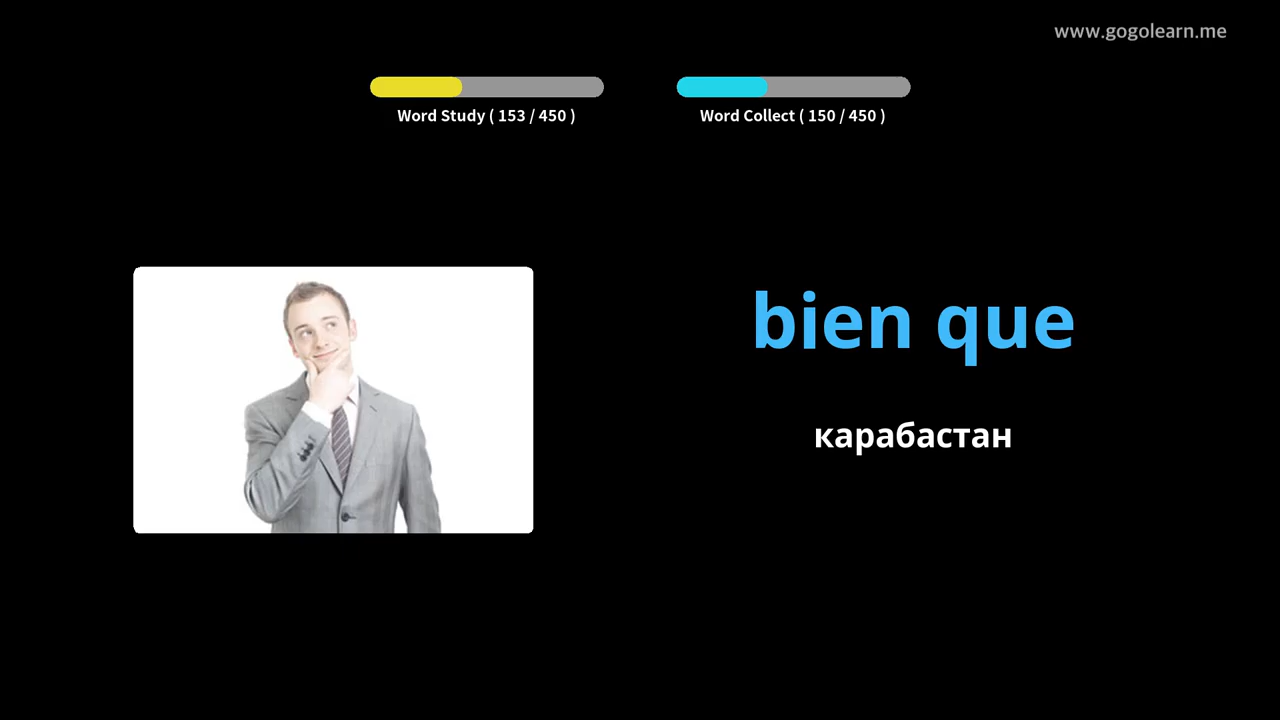 www.gogolearn.me
Word Study ( 153 / 450 )
Word Collect ( 150 / 450 )
bien que
карабастан